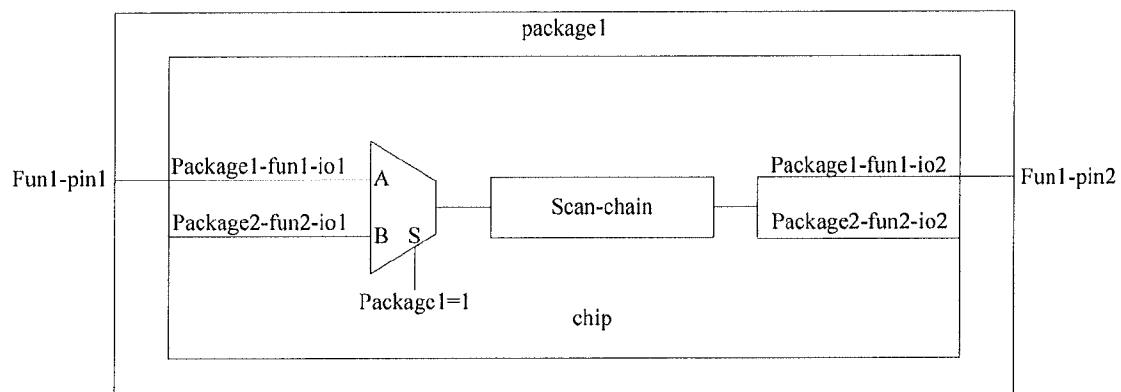 package1
Package1-fun1-io1
Package1-fun1-io2
Fun1-pin1
A
Scan-chain
Fun1-pin2
Package2-fun2-io1
B
S
Package2-fun2-io2
Package1=1
chip